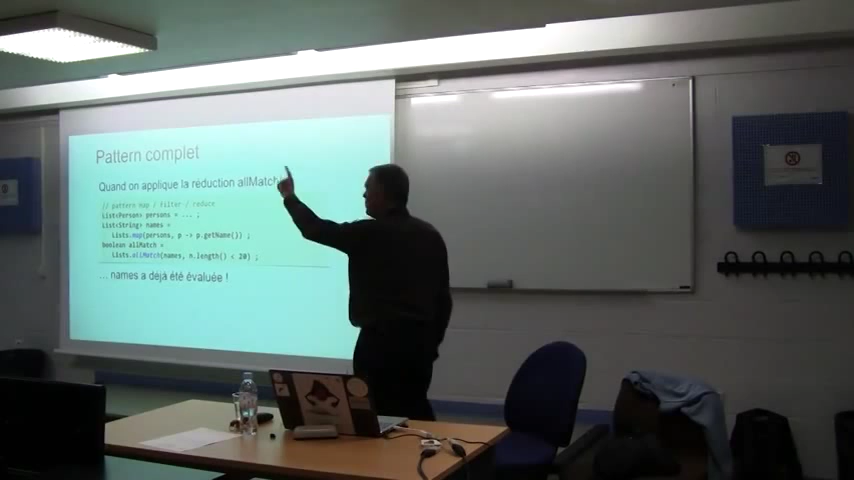 Pattern complet
Quand on applique la réduction allMatch
// pattern map / filter / reduce
List<Person> persons = ... ;
List<String> names =
Lists.map(persons, p -> p.getName()) ;
boolean allMatch =
Lists.allMatch(names, n.length() < 20) ;
... names a déjà été évaluée !